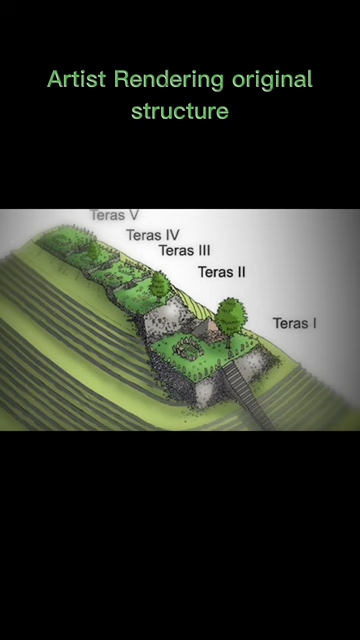 Artist Rendering original
structure
Teras V
Teras IV
Teras III
Teras II
Teras I